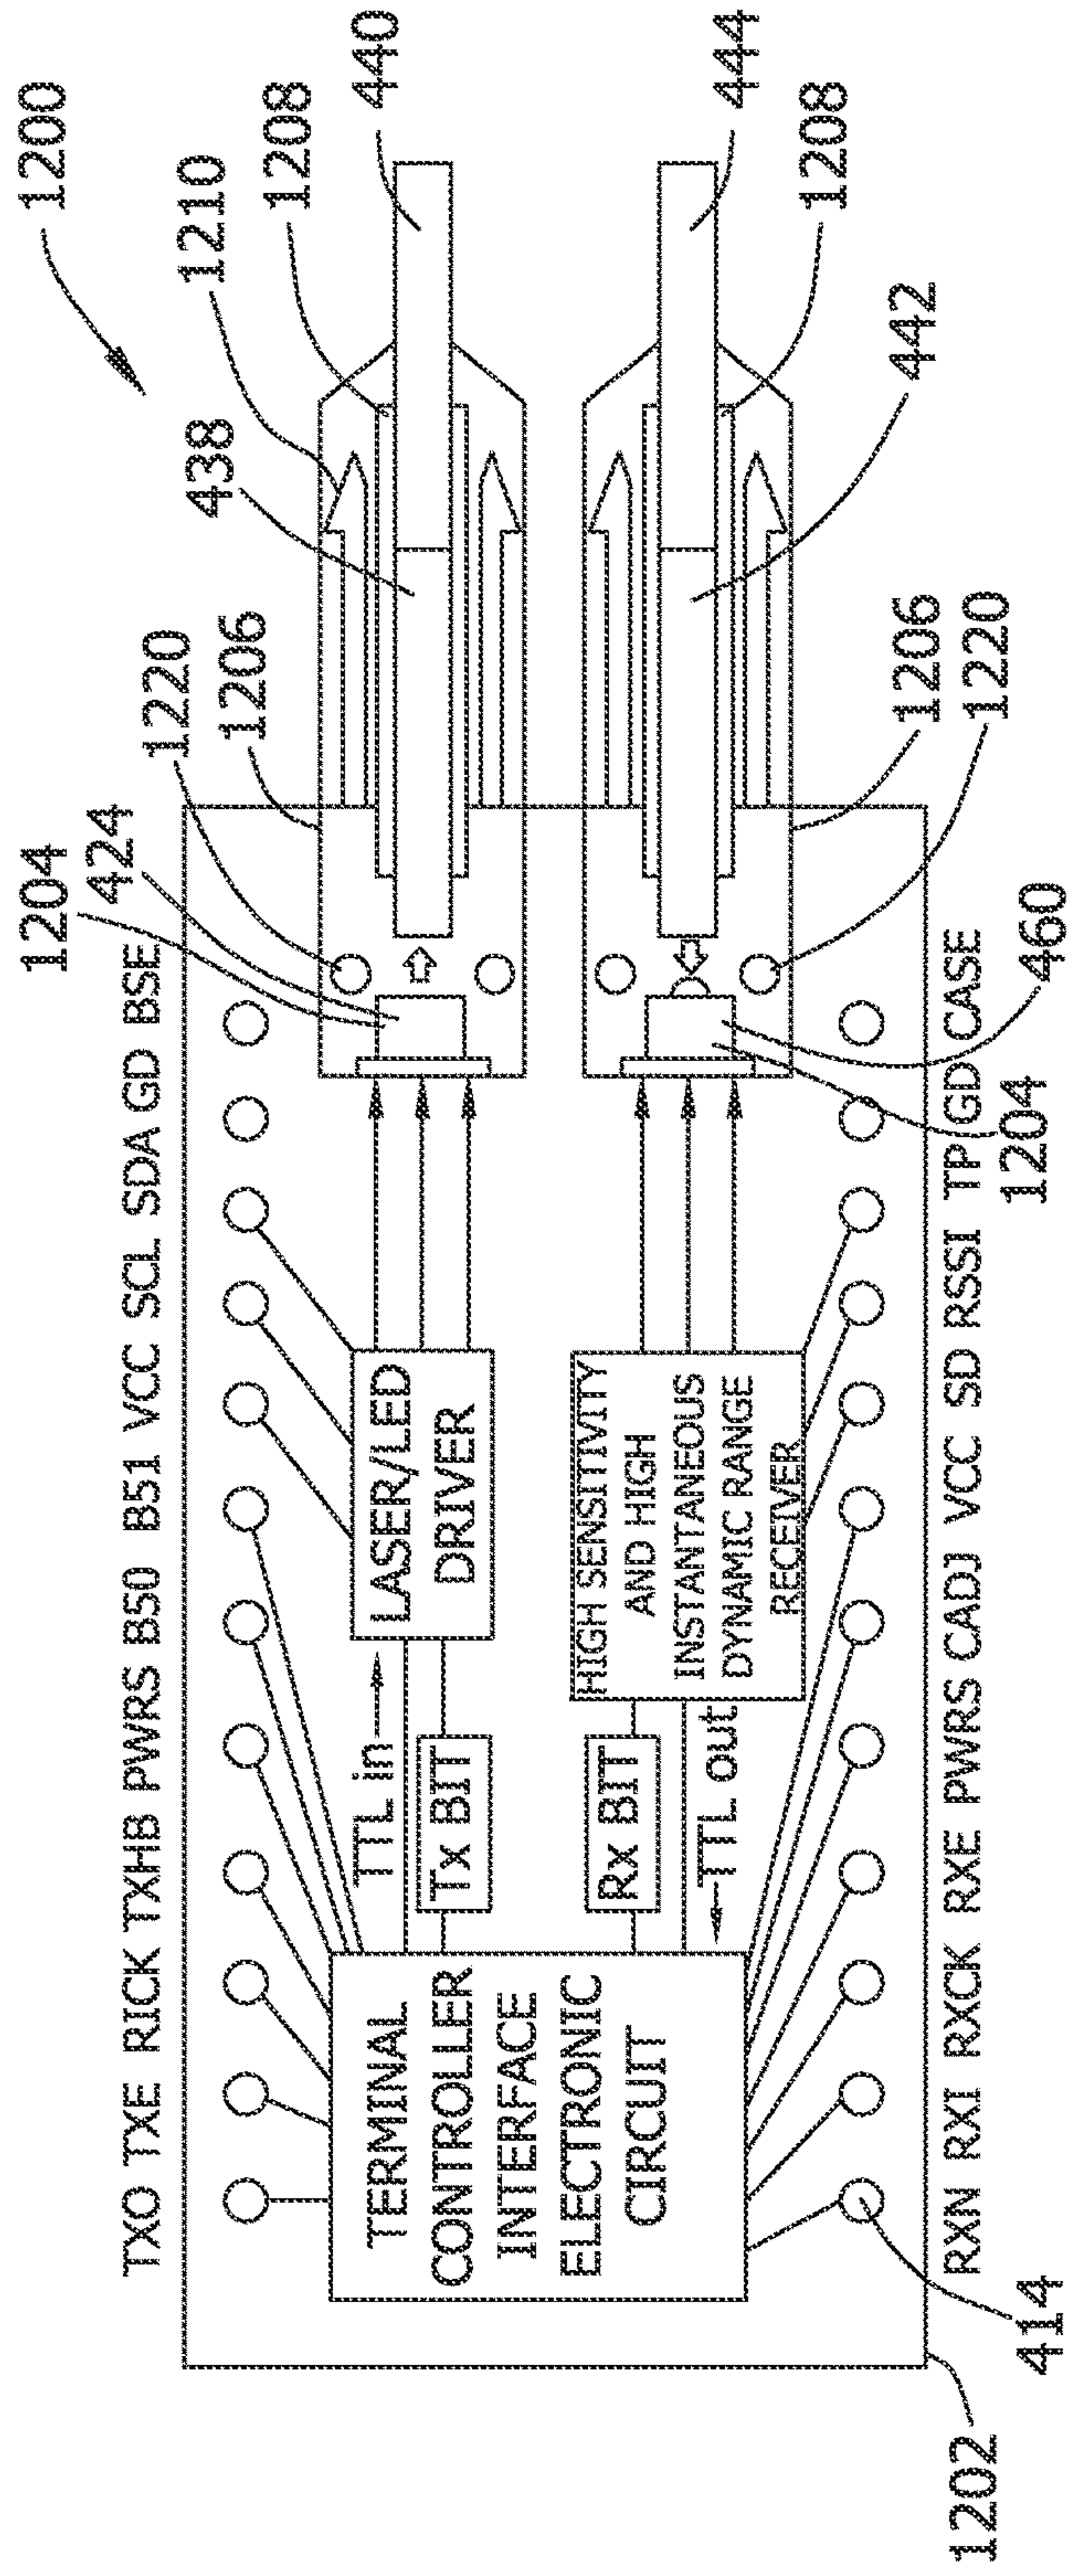 1200
1210
1208
440
438
1220
1206
1204
424
TXO TXE RICK TXHB PWRS B50 B51 VCC SCL SDA GD BSE
TTL in
LASER/LED
DRIVER
Tx BIT
TERMINAL
CONTROLLER
INTERFACE
ELECTRONIC
CIRCUIT
Rx BIT
TTL out
HIGH SENSITIVITY
AND HIGH
INSTANTANEOUS
DYNAMIC RANGE
RECEIVER
444
1208
442
1206
1220
460
1204
RXN RXI RXCK RXE PWRS CADJ VCC SD RSSI TP GD CASE
414
1202